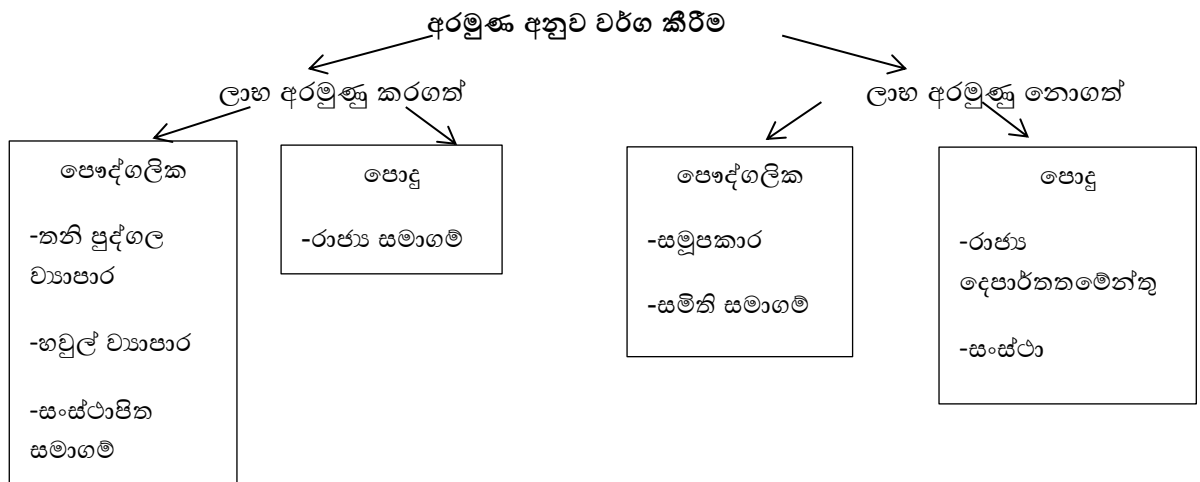 අරමුණ අනුව වර්ග කිරීම
ලාභ අරමුණු කරගත්
ලාභ අරමුණු නොගත්
පෞද්ගලික
-තනි පුද්ගල
ව්‍යාපාර
-හවුල් ව්‍යාපාර
-සංස්ථාපිත
සමාගම්
පොදු
-රාජ්‍ය සමාගම්
පෞද්ගලික
-සමූපකාර
-සමිති සමාගම්
පොදු
-රාජ්‍ය
දෙපාර්තතමේන්තු
-සංස්ථා